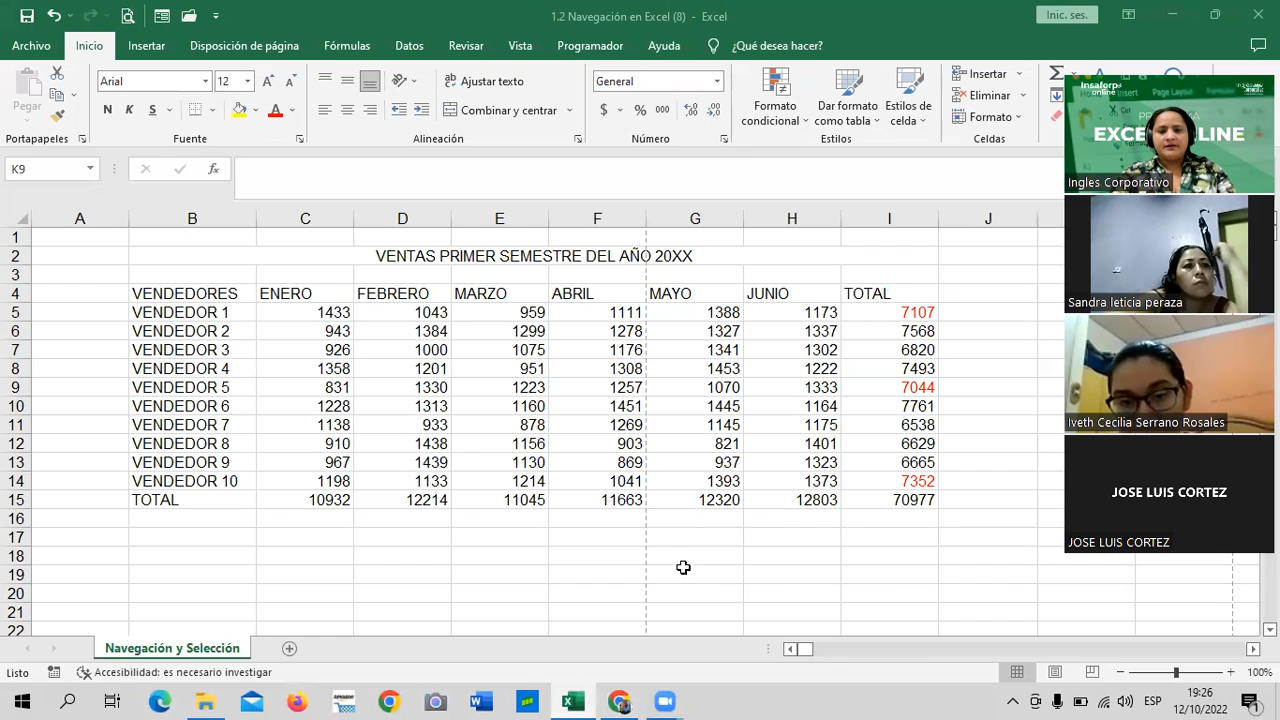 1.2 Navegación en Excel (8) - Excel
Inic. ses.
Archivo Inicio Insertar Disposición de página Fórmulas Datos Revisar Vista Programador Ayuda ¿Qué desea hacer?
Pegar
Arial 12
N K S
Ajustar texto
Combinar y centrar
General
$ % 000
Formato condicional
Dar formato como tabla
Estilos de celda
Insertar
Eliminar
Formato
Portapapeles Fuente Alineación Número Estilos Celdas
K9
fx
A B C D E F G H I J
1
2 VENTAS PRIMER SEMESTRE DEL AÑO 20XX
3
4 VENDEDORES ENERO FEBRERO MARZO ABRIL MAYO JUNIO TOTAL
5 VENDEDOR 1 1433 1043 959 1111 1388 1173 7107
6 VENDEDOR 2 943 1384 1299 1278 1327 1337 7568
7 VENDEDOR 3 926 1000 1075 1176 1341 1302 6820
8 VENDEDOR 4 1358 1201 951 1308 1453 1222 7493
9 VENDEDOR 5 831 1330 1223 1257 1070 1333 7044
10 VENDEDOR 6 1228 1313 1160 1451 1445 1164 7761
11 VENDEDOR 7 1138 933 878 1269 1145 1175 6538
12 VENDEDOR 8 910 1438 1156 903 821 1401 6629
13 VENDEDOR 9 967 1439 1130 869 937 1323 6665
14 VENDEDOR 10 1198 1133 1214 1041 1393 1373 7352
15 TOTAL 10932 12214 11045 11663 12320 12803 70977
16
17
18
19
20
21
22
Insaforp online
Insert Page Layout
EXCE LINE
Ingles Corporativo
Sandra leticia peraza
Iveth Cecilia Serrano Rosales
JOSE LUIS CORTEZ
JOSE LUIS CORTEZ
Navegación y Selección
Listo
Accesibilidad: es necesario investigar
100%
ESP
19:26
12/10/2022